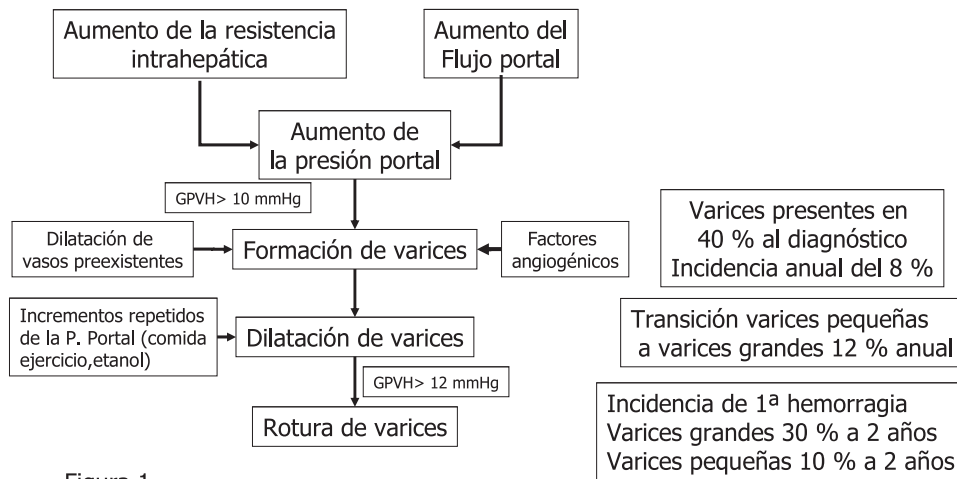 Aumento de la resistencia
intrahepática
Aumento del
Flujo portal
Aumento de
la presión portal
GPVH> 10 mmHg
Dilatación de
vasos preexistentes
Formación de varices
Factores
angiogénicos
Varices presentes en
40 % al diagnóstico
Incidencia anual del 8 %
Incrementos repetidos
de la P. Portal (comida
ejercicio,etanol)
Dilatación de varices
Transición varices pequeñas
a varices grandes 12 % anual
GPVH> 12 mmHg
Rotura de varices
Incidencia de 1ª hemorragia
Varices grandes 30 % a 2 años
Varices pequeñas 10 % a 2 años